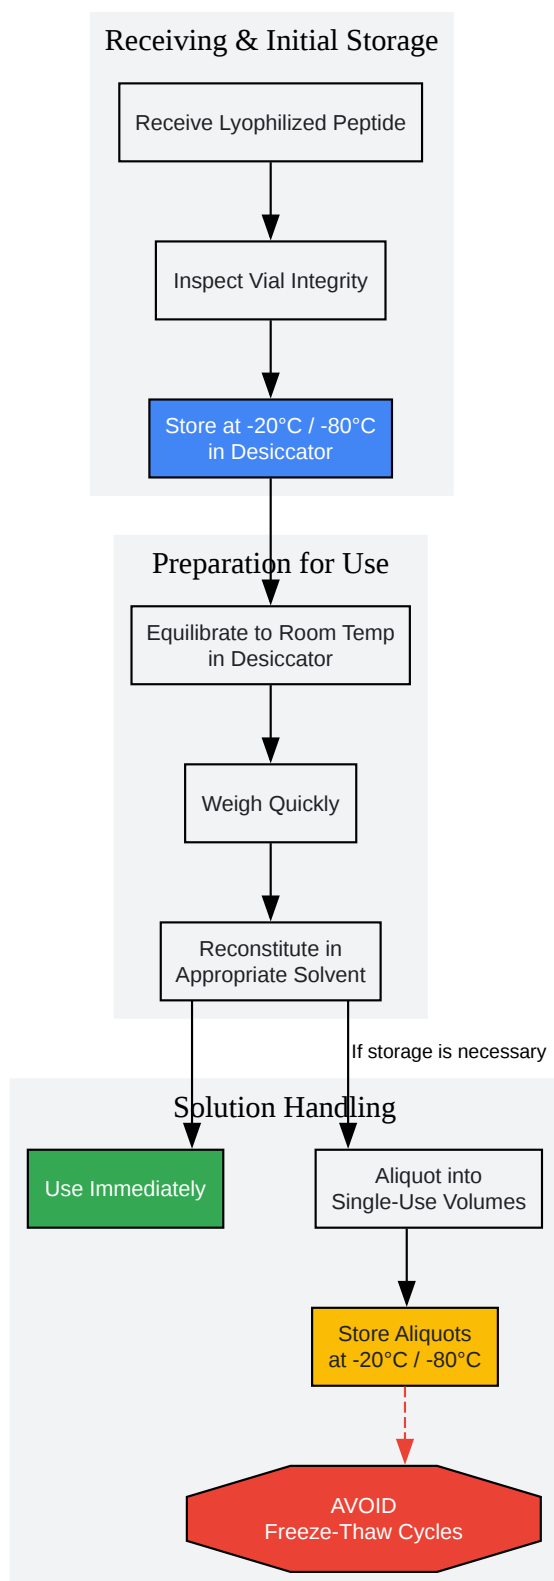 Receiving & Initial Storage
Receive Lyophilized Peptide
Inspect Vial Integrity
Store at -20°C / -80°C
in Desiccator
Preparation for Use
Equilibrate to Room Temp
in Desiccator
Weigh Quickly
Reconstitute in
Appropriate Solvent
If storage is necessary
Solution Handling
Use Immediately
Aliquot into
Single-Use Volumes
Store Aliquots
at -20°C / -80°C
AVOID
Freeze-Thaw Cycles